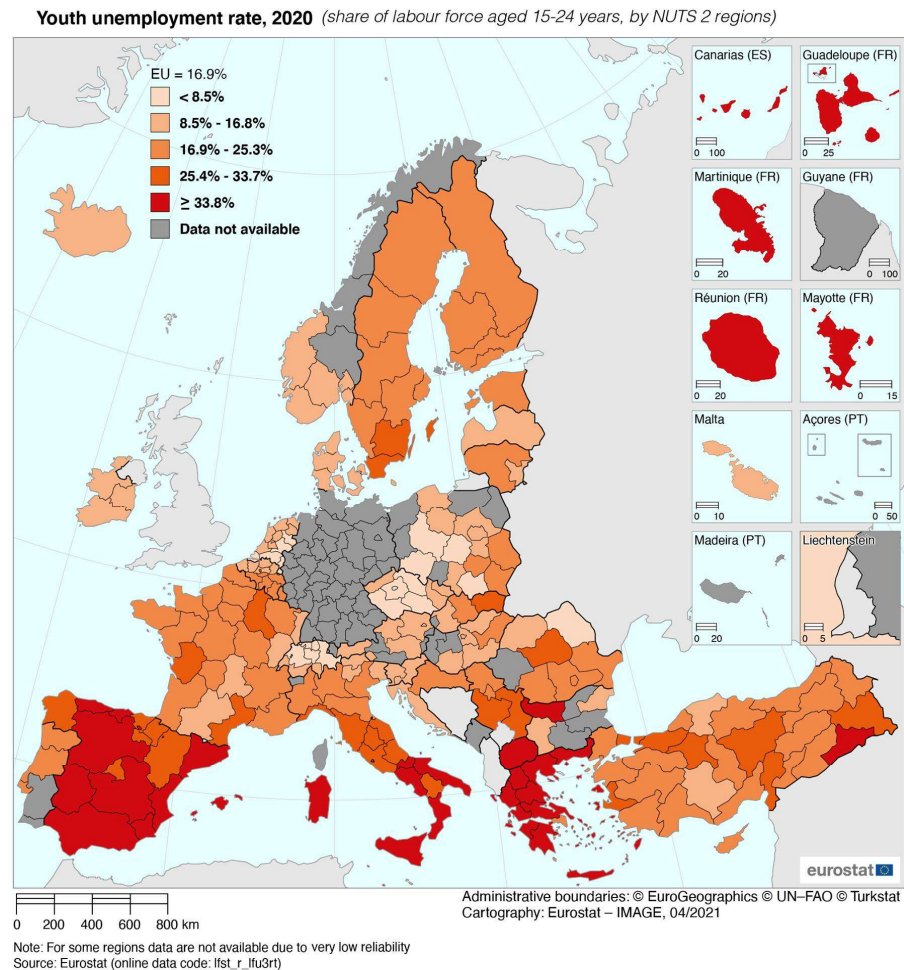 Youth unemployment rate, 2020 (share of labour force aged 15-24 years, by NUTS 2 regions)
EU = 16.9%
< 8.5%
8.5% - 16.8%
16.9% - 25.3%
25.4% - 33.7%
≥ 33.8%
Data not available
Canarias (ES)
0 100
Guadeloupe (FR)
0 25
Martinique (FR)
0 20
Guyane (FR)
0 100
Réunion (FR)
0 20
Mayotte (FR)
0 15
Malta
0 10
Açores (PT)
0 50
Madeira (PT)
0 20
Liechtenstein
0 5
eurostat
0 200 400 600 800 km
Administrative boundaries: © EuroGeographics © UN–FAO © Turkstat
Cartography: Eurostat – IMAGE, 04/2021
Note: For some regions data are not available due to very low reliability
Source: Eurostat (online data code: lfst_r_lfu3rt)